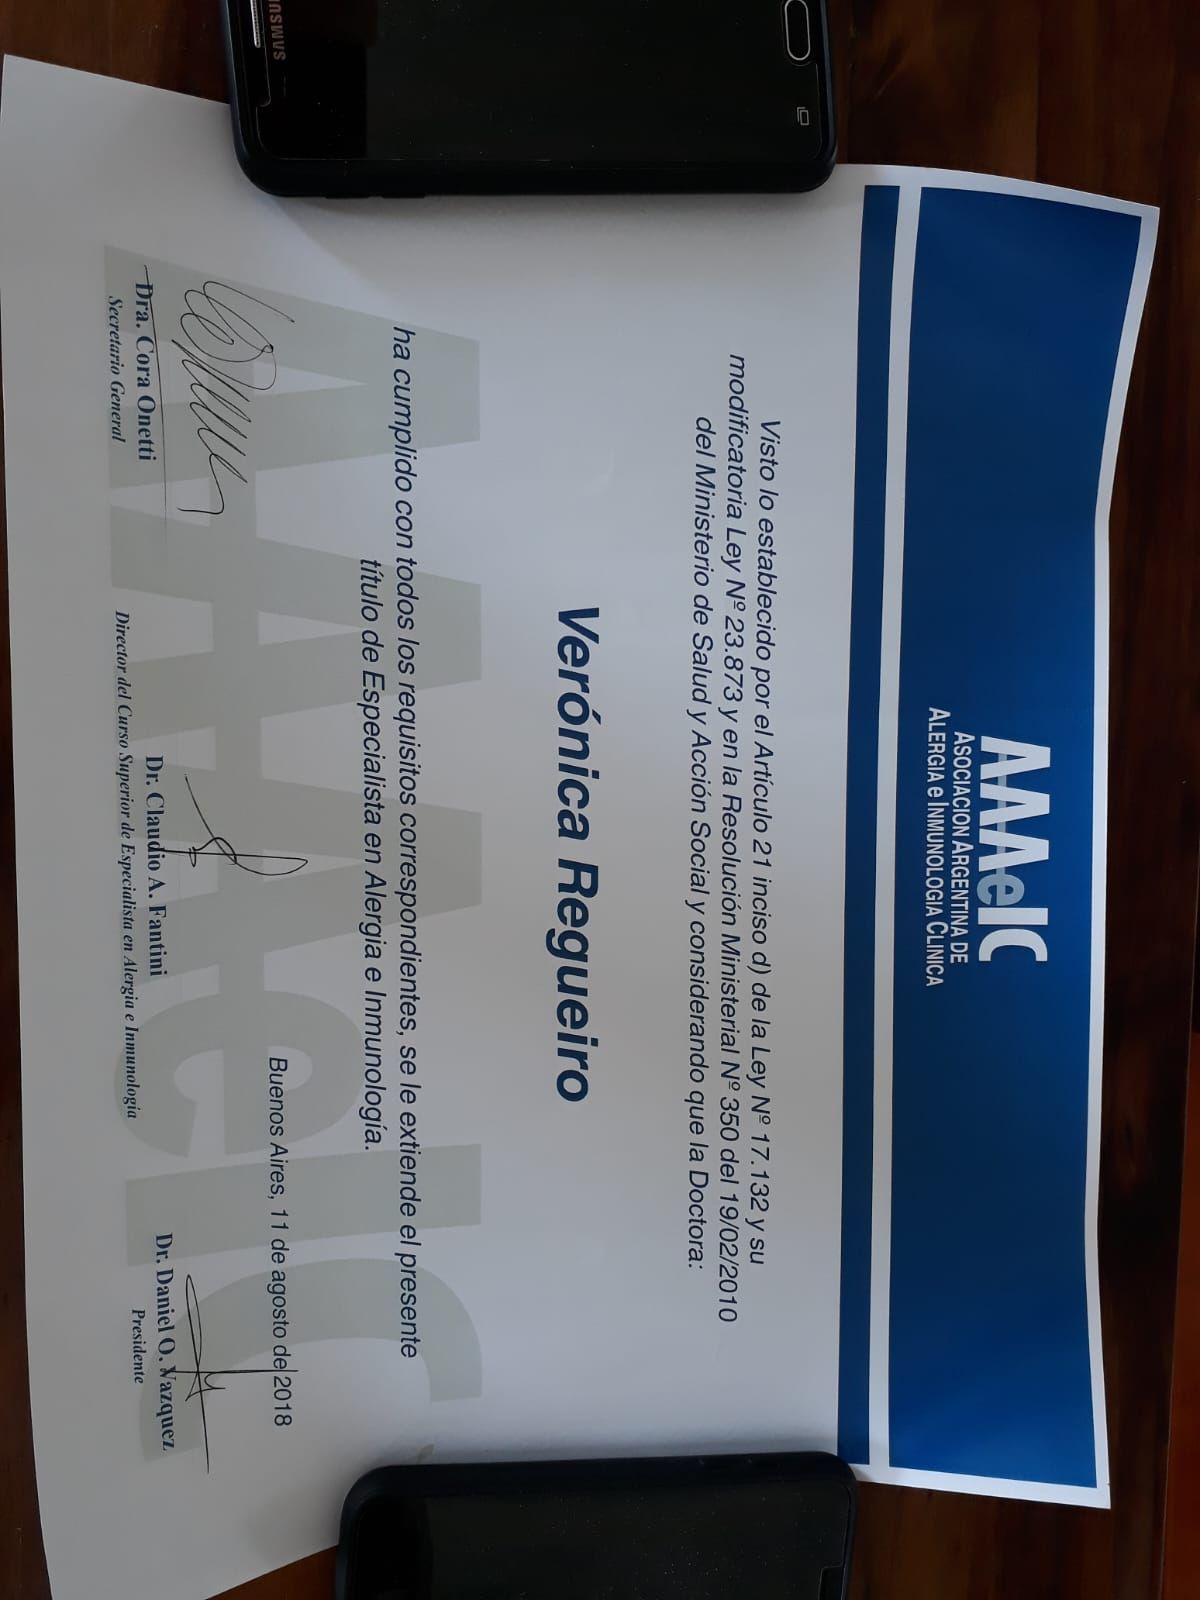 AAAeIC
ASOCIACION ARGENTINA DE
ALERGIA e INMUNOLOGIA CLINICA
Visto lo establecido por el Artículo 21 inciso d) de la Ley Nº 17.132 y su
modificatoria Ley Nº 23.873 y en la Resolución Ministerial Nº 350 del 19/02/2010
del Ministerio de Salud y Acción Social y considerando que la Doctora:
Verónica Regueiro
ha cumplido con todos los requisitos correspondientes, se le extiende el presente
título de Especialista en Alergia e Inmunología.
Buenos Aires, 11 de agosto de 2018
Dra. Cora Onetti
Secretario General
Dr. Claudio A. Fantini
Director del Curso Superior de Especialista en Alergia e Inmunología
Dr. Daniel O. Vazquez
Presidente
AAAeIC
SAMSU